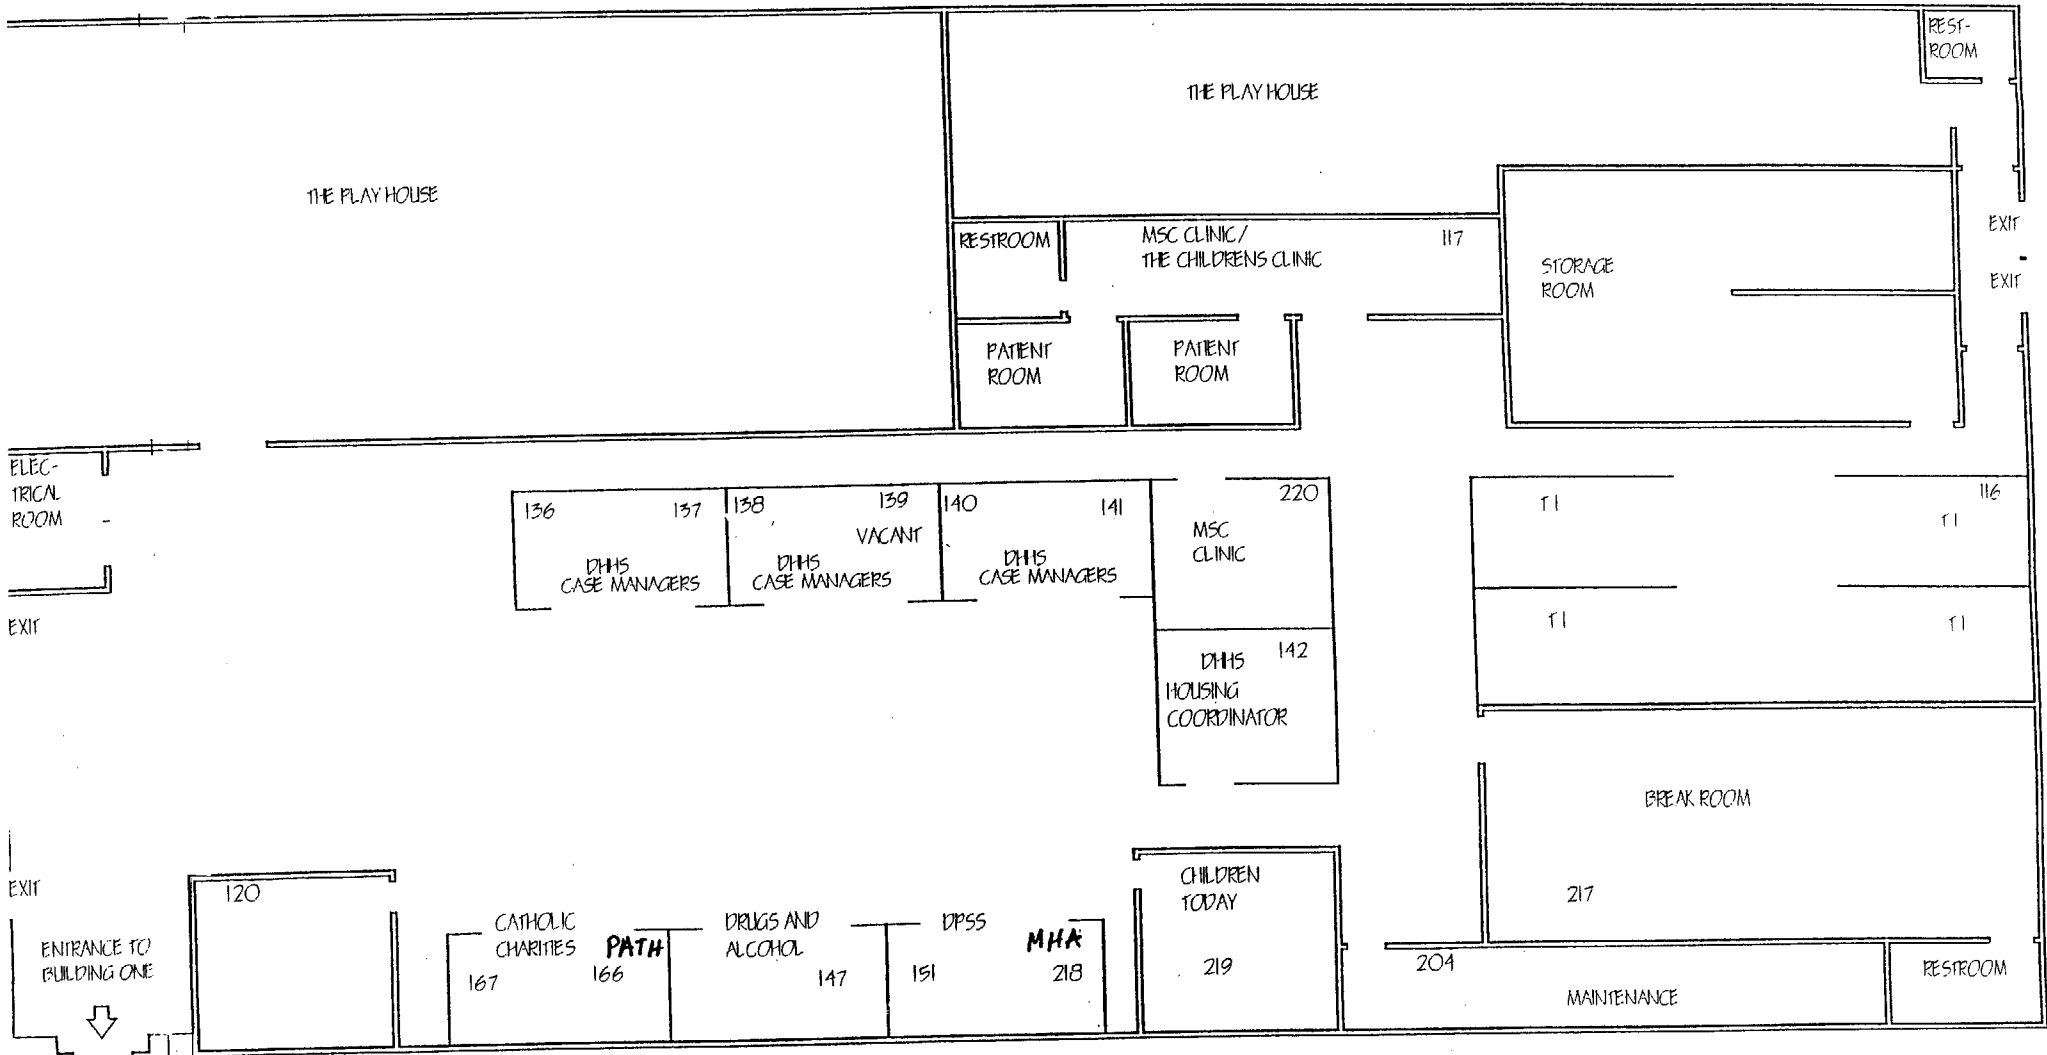 REST-
ROOM
THE PLAY HOUSE
THE PLAY HOUSE
RESTROOM
MSC CLINIC/
THE CHILDRENS CLINIC
117
EXIT
STORAGE
ROOM
EXIT
PATIENT
ROOM
PATIENT
ROOM
ELEC-
TRICAL
ROOM
136
137
138
139
VACANT
140
141
220
DHHS
CASE MANAGERS
DHHS
CASE MANAGERS
DHHS
CASE MANAGERS
MSC
CLINIC
T1
116
T1
T1
T1
EXIT
DHHS
142
HOUSING
COORDINATOR
BREAK ROOM
217
EXIT
120
ENTRANCE TO
BUILDING ONE
CATHOLIC
CHARITIES
PATH
167
166
DRUGS AND
ALCOHOL
147
DPSS
MHA
151
218
CHILDREN
TODAY
219
204
MAINTENANCE
RESTROOM